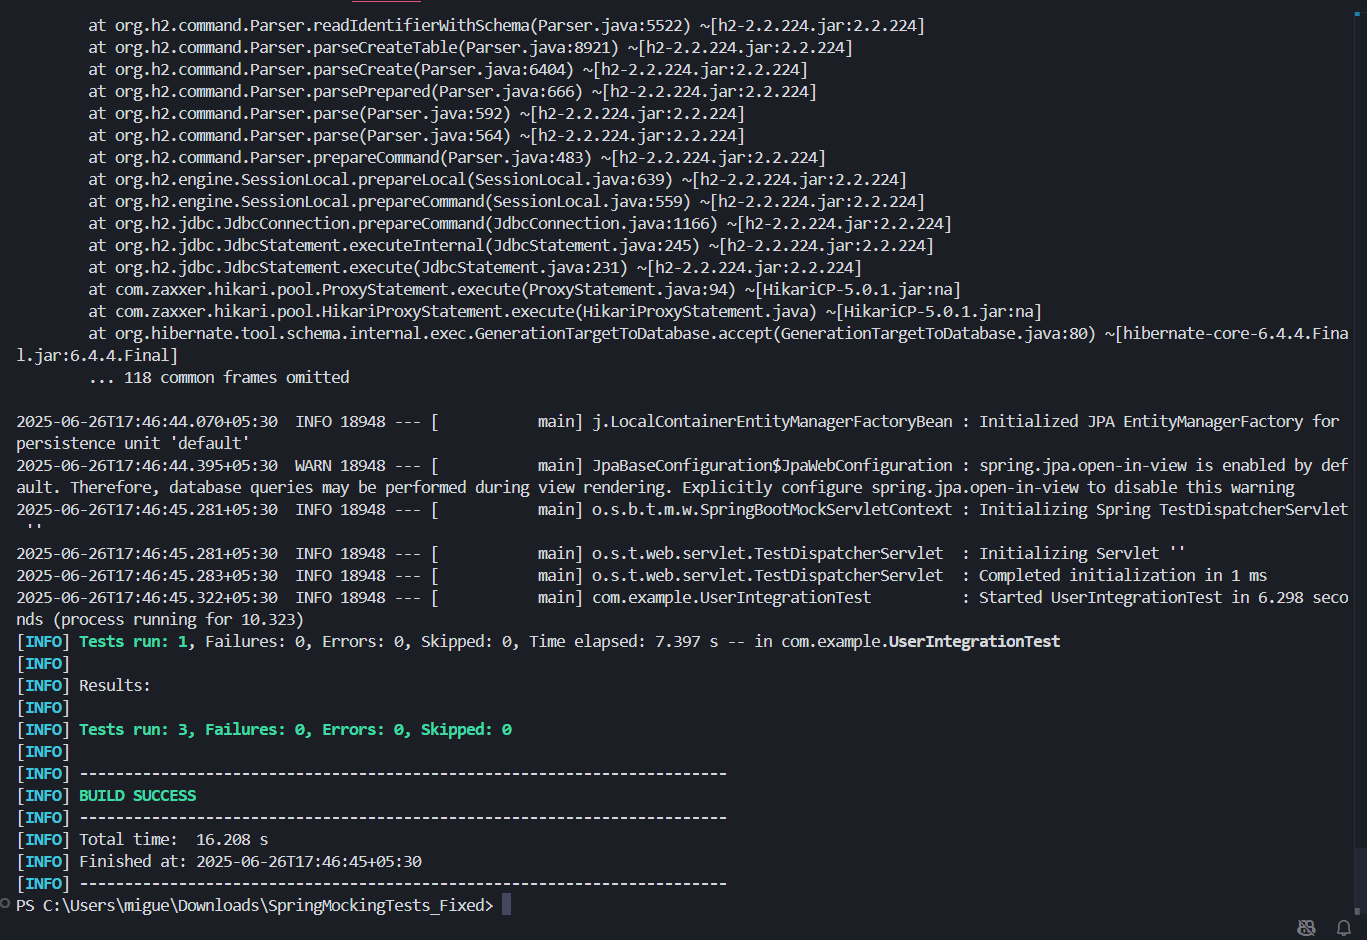 at org.h2.command.Parser.readIdentifierWithSchema(Parser.java:5522) ~[h2-2.2.224.jar:2.2.224]
at org.h2.command.Parser.parseCreateTable(Parser.java:8921) ~[h2-2.2.224.jar:2.2.224]
at org.h2.command.Parser.parseCreate(Parser.java:6404) ~[h2-2.2.224.jar:2.2.224]
at org.h2.command.Parser.parsePrepared(Parser.java:666) ~[h2-2.2.224.jar:2.2.224]
at org.h2.command.Parser.parse(Parser.java:592) ~[h2-2.2.224.jar:2.2.224]
at org.h2.command.Parser.parse(Parser.java:564) ~[h2-2.2.224.jar:2.2.224]
at org.h2.command.Parser.prepareCommand(Parser.java:483) ~[h2-2.2.224.jar:2.2.224]
at org.h2.engine.SessionLocal.prepareLocal(SessionLocal.java:639) ~[h2-2.2.224.jar:2.2.224]
at org.h2.engine.SessionLocal.prepareCommand(SessionLocal.java:559) ~[h2-2.2.224.jar:2.2.224]
at org.h2.jdbc.JdbcConnection.prepareCommand(JdbcConnection.java:1166) ~[h2-2.2.224.jar:2.2.224]
at org.h2.jdbc.JdbcStatement.executeInternal(JdbcStatement.java:245) ~[h2-2.2.224.jar:2.2.224]
at org.h2.jdbc.JdbcStatement.execute(JdbcStatement.java:231) ~[h2-2.2.224.jar:2.2.224]
at com.zaxxer.hikari.pool.ProxyStatement.execute(ProxyStatement.java:94) ~[HikariCP-5.0.1.jar:na]
at com.zaxxer.hikari.pool.HikariProxyStatement.execute(HikariProxyStatement.java) ~[HikariCP-5.0.1.jar:na]
at org.hibernate.tool.schema.internal.exec.GenerationTargetToDatabase.accept(GenerationTargetToDatabase.java:80) ~[hibernate-core-6.4.4.Fina
l.jar:6.4.4.Final]
... 118 common frames omitted
2025-06-26T17:46:44.070+05:30  INFO 18948 --- [           main] j.LocalContainerEntityManagerFactoryBean : Initialized JPA EntityManagerFactory for
persistence unit 'default'
2025-06-26T17:46:44.395+05:30  WARN 18948 --- [           main] JpaBaseConfiguration$JpaWebConfiguration : spring.jpa.open-in-view is enabled by def
ault. Therefore, database queries may be performed during view rendering. Explicitly configure spring.jpa.open-in-view to disable this warning
2025-06-26T17:46:45.281+05:30  INFO 18948 --- [           main] o.s.b.t.m.w.SpringBootMockServletContext : Initializing Spring TestDispatcherServlet
''
2025-06-26T17:46:45.281+05:30  INFO 18948 --- [           main] o.s.t.web.servlet.TestDispatcherServlet  : Initializing Servlet ''
2025-06-26T17:46:45.283+05:30  INFO 18948 --- [           main] o.s.t.web.servlet.TestDispatcherServlet  : Completed initialization in 1 ms
2025-06-26T17:46:45.322+05:30  INFO 18948 --- [           main] com.example.UserIntegrationTest          : Started UserIntegrationTest in 6.298 seco
nds (process running for 10.323)
[INFO] Tests run: 1, Failures: 0, Errors: 0, Skipped: 0, Time elapsed: 7.397 s -- in com.example.UserIntegrationTest
[INFO]
[INFO] Results:
[INFO]
[INFO] Tests run: 3, Failures: 0, Errors: 0, Skipped: 0
[INFO]
[INFO] ------------------------------------------------------------------------
[INFO] BUILD SUCCESS
[INFO] ------------------------------------------------------------------------
[INFO] Total time:  16.208 s
[INFO] Finished at: 2025-06-26T17:46:45+05:30
[INFO] ------------------------------------------------------------------------
PS C:\Users\migue\Downloads\SpringMockingTests_Fixed>